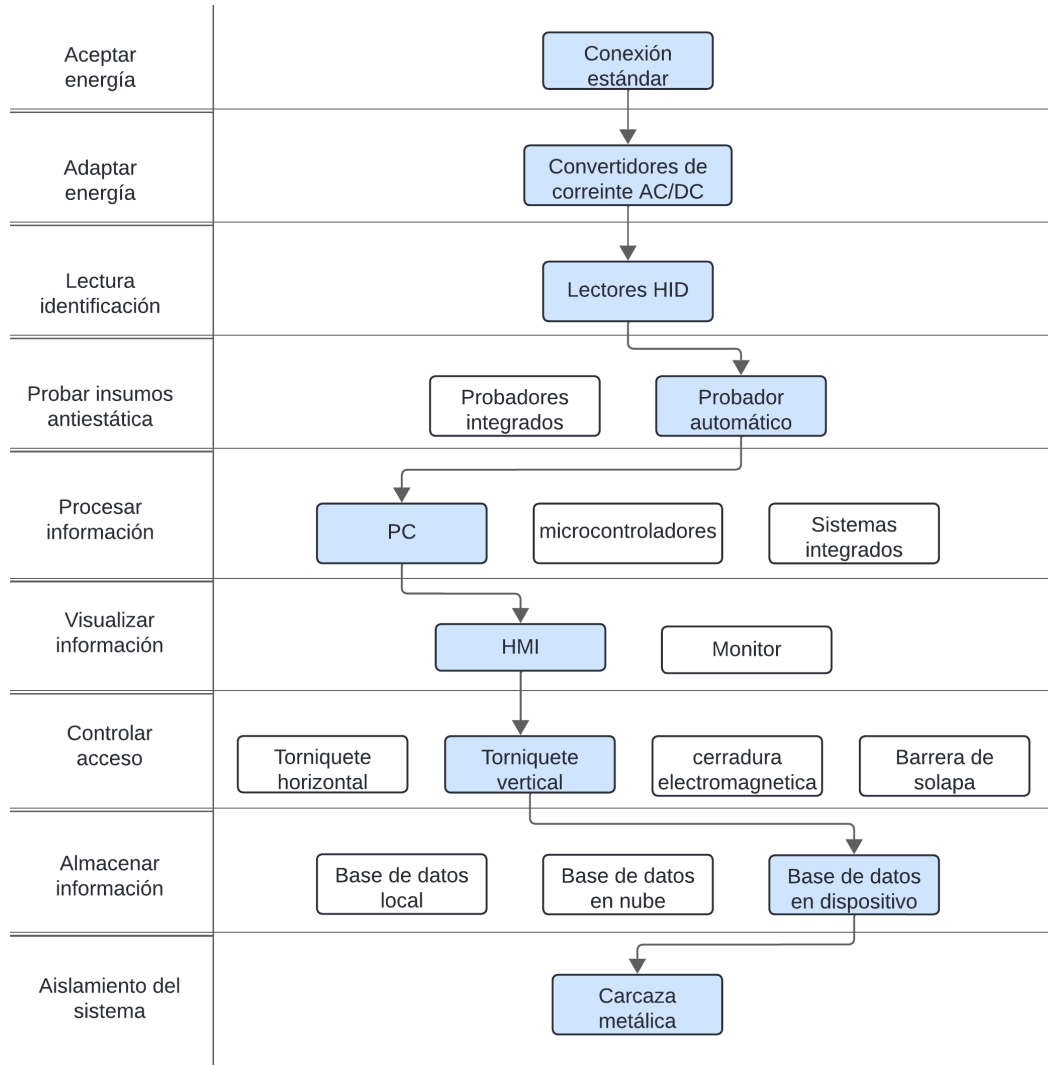 Aceptar
energía
Conexión
estándar
Adaptar
energía
Convertidores de
correinte AC/DC
Lectura
identificación
Lectores HID
Probar insumos
antiestática
Probadores
integrados
Probador
automático
Procesar
información
PC
microcontroladores
Sistemas
integrados
Visualizar
información
HMI
Monitor
Controlar
acceso
Torniquete
horizontal
Torniquete
vertical
cerradura
electromagnetica
Barrera de
solapa
Almacenar
información
Base de datos
local
Base de datos
en nube
Base de datos
en dispositivo
Aislamiento del
sistema
Carcaza
metálica